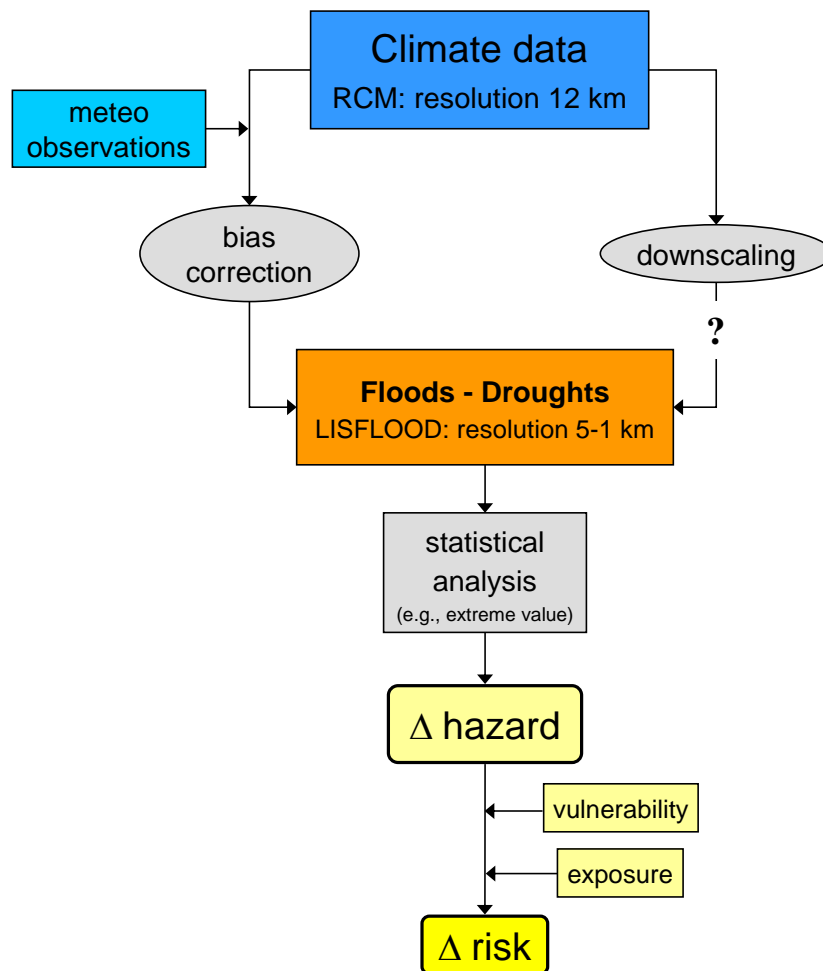 Climate data
RCM: resolution 12 km
meteo
observations
bias
correction
downscaling
?
Floods - Droughts
LISFLOOD: resolution 5-1 km
statistical
analysis
(e.g., extreme value)
Δ hazard
vulnerability
exposure
Δ risk